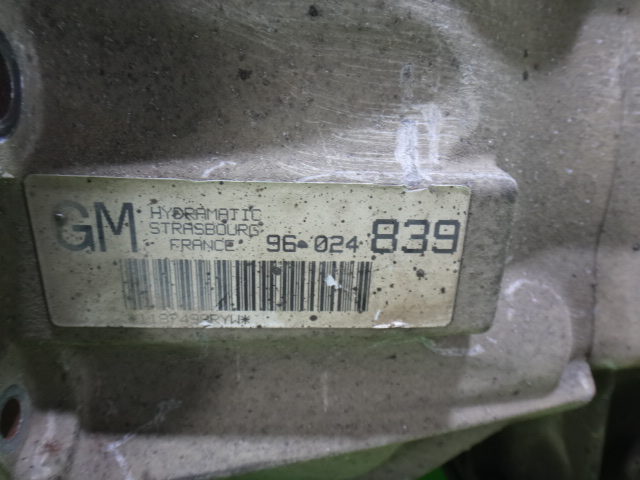 GM
HYDRAMATIC
STRASBOURG
FRANCE 96 024 839